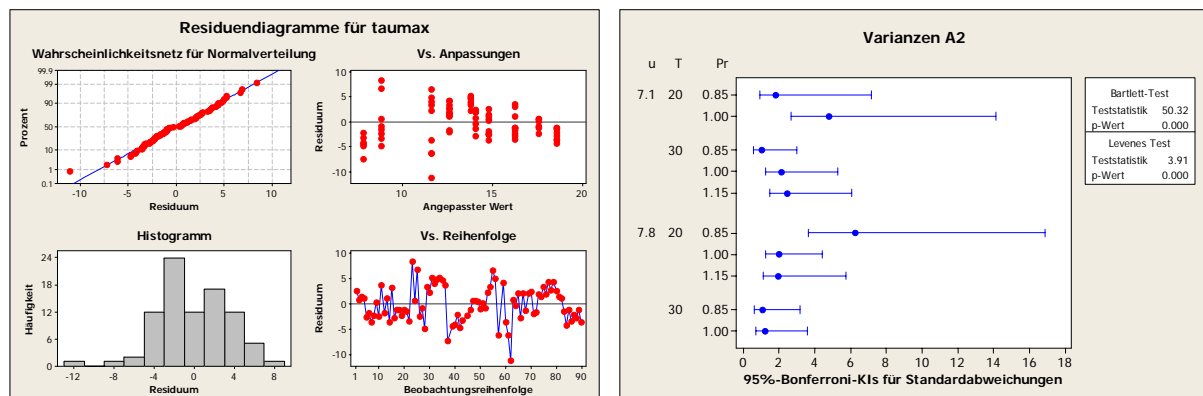 Residuendiagramme für taumax
Wahrscheinlichkeitsnetz für Normalverteilung
Prozent
99.9
99
90
50
10
1
0.1
-10 -5 0 5 10
Residuum
Vs. Anpassungen
Residuum
10
5
0
-5
-10
10 15 20
Angepasster Wert
Histogramm
Häufigkeit
24
18
12
6
0
-12 -8 -4 0 4 8
Residuum
Vs. Reihenfolge
Residuum
10
5
0
-5
-10
1 10 20 30 40 50 60 70 80 90
Beobachtungsreihenfolge
Varianzen A2
u T Pr
7.1 20 0.85
1.00
30 0.85
1.00
1.15
7.8 20 0.85
1.00
1.15
30 0.85
1.00
0 2 4 6 8 10 12 14 16 18
95%-Bonferroni-KIs für Standardabweichungen
Bartlett-Test
Teststatistik 50.32
p-Wert 0.000
Levenes Test
Teststatistik 3.91
p-Wert 0.000